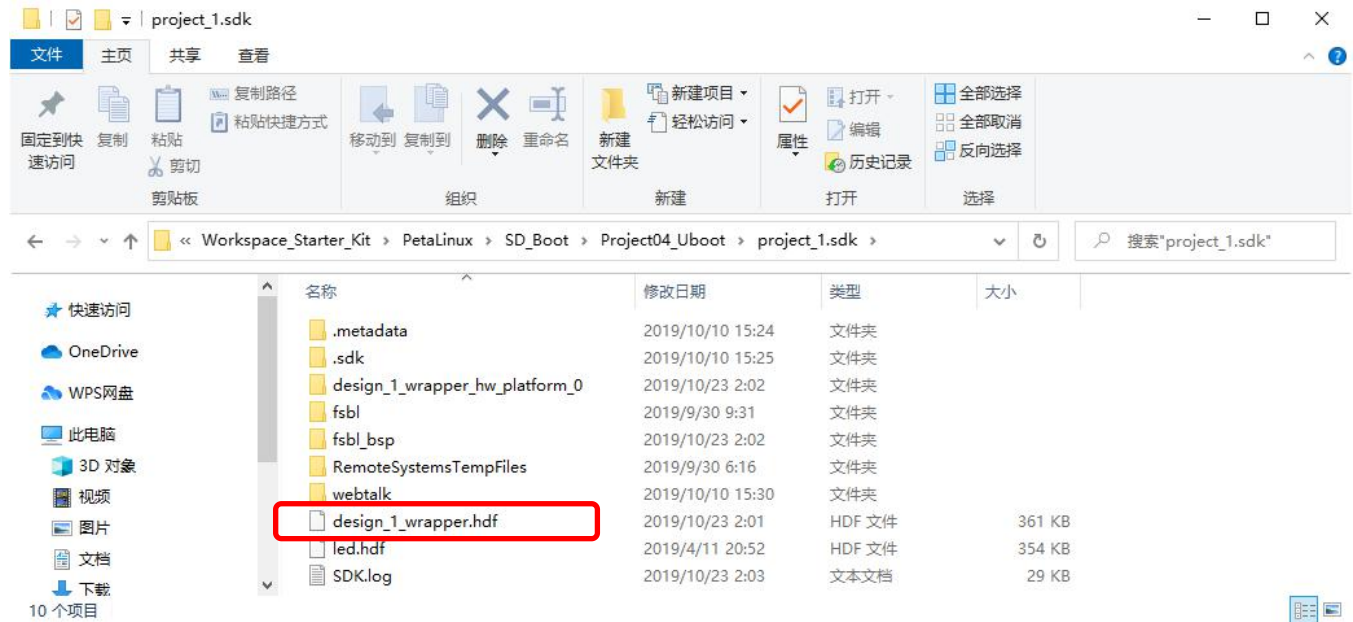 project_1.sdk
文件 主页 共享 查看
固定到快速访问 复制 粘贴 复制路径 粘贴快捷方式 剪切 移动到 复制到 删除 重命名 新建文件夹 新建项目 轻松访问 属性 打开 编辑 历史记录 全部选择 全部取消 反向选择
剪贴板 组织 新建 打开 选择
« Workspace_Starter_Kit › PetaLinux › SD_Boot › Project04_Uboot › project_1.sdk › 搜索"project_1.sdk"
名称 修改日期 类型 大小
快速访问
OneDrive
WPS网盘
此电脑
3D 对象
视频
图片
文档
下载
.metadata 2019/10/10 15:24 文件夹
.sdk 2019/10/10 15:25 文件夹
design_1_wrapper_hw_platform_0 2019/10/23 2:02 文件夹
fsbl 2019/9/30 9:31 文件夹
fsbl_bsp 2019/10/23 2:02 文件夹
RemoteSystemsTempFiles 2019/9/30 6:16 文件夹
webtalk 2019/10/10 15:30 文件夹
design_1_wrapper.hdf 2019/10/23 2:01 HDF 文件 361 KB
led.hdf 2019/4/11 20:52 HDF 文件 354 KB
SDK.log 2019/10/23 2:03 文本文档 29 KB
10 个项目